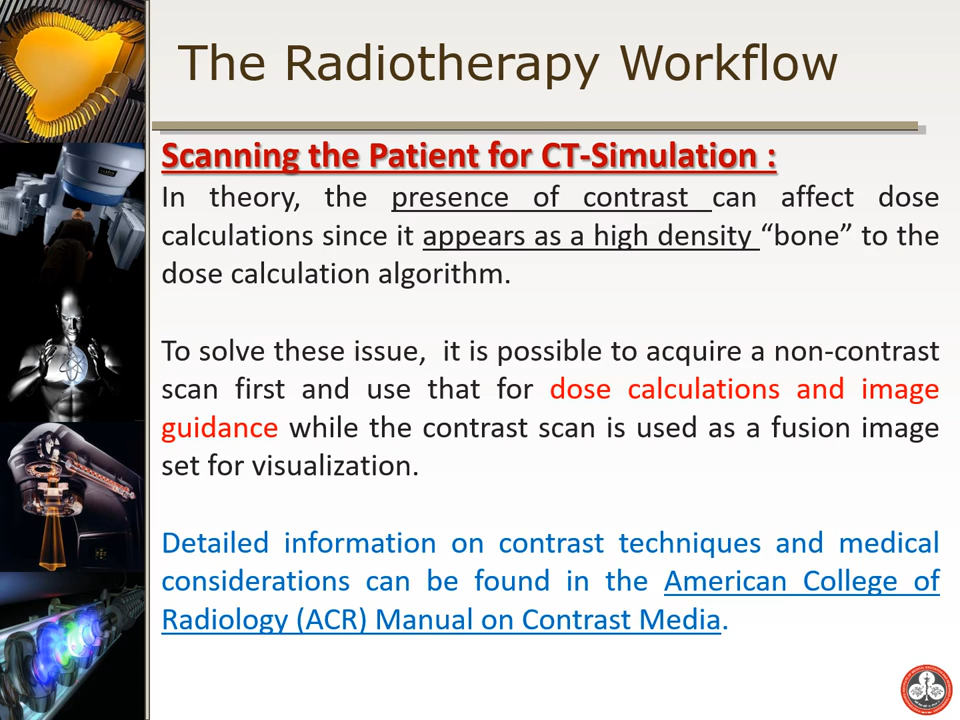 The Radiotherapy Workflow
Scanning the Patient for CT-Simulation :
In theory, the presence of contrast can affect dose
calculations since it appears as a high density “bone” to the
dose calculation algorithm.
To solve these issue, it is possible to acquire a non-contrast
scan first and use that for dose calculations and image
guidance while the contrast scan is used as a fusion image
set for visualization.
Detailed information on contrast techniques and medical
considerations can be found in the American College of
Radiology (ACR) Manual on Contrast Media.